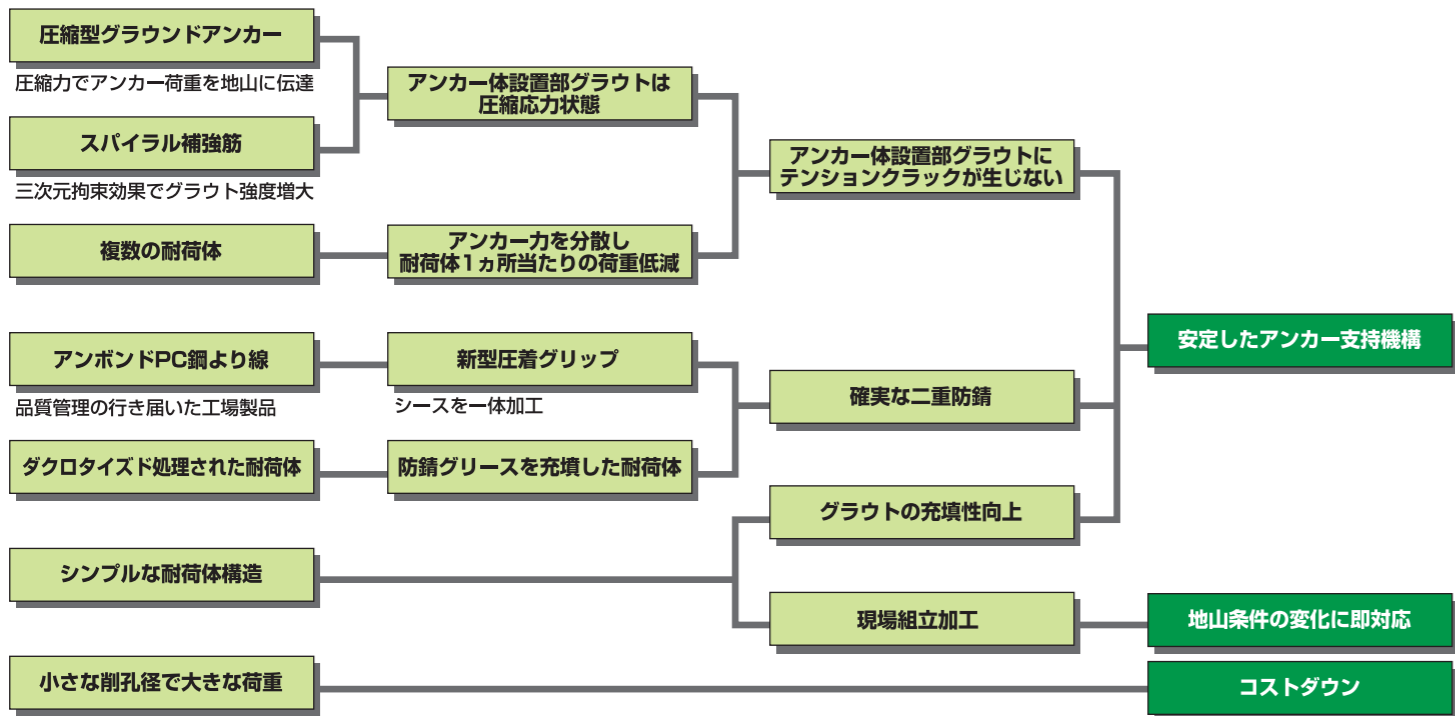 圧縮型グラウンドアンカー
圧縮力でアンカー荷重を地山に伝達
スパイラル補強筋
三次元拘束効果でグラウト強度増大
複数の耐荷体
アンボンドPC鋼より線
品質管理の行き届いた工場製品
ダクロタイズド処理された耐荷体
シンプルな耐荷体構造
小さな削孔径で大きな荷重
アンカー体設置部グラウトは
圧縮応力状態
アンカー力を分散し
耐荷体1ヵ所当たりの荷重低減
新型圧着グリップ
シースを一体加工
防錆グリースを充墳した耐荷体
アンカー体設置部グラウトに
テンションクラックが生じない
確実な二重防錆
グラウトの充填性向上
現場組立加工
安定したアンカー支持機構
地山条件の変化に即対応
コストダウン